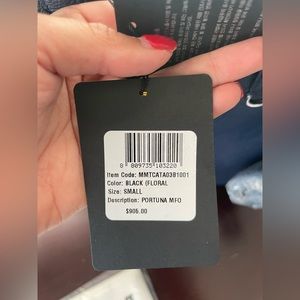 8 809735 103220
Item Code: MMTCATA03B1001
Color: BLACK (FLORAL
Size: SMALL
Description: PORTUNA MFO
$905.00